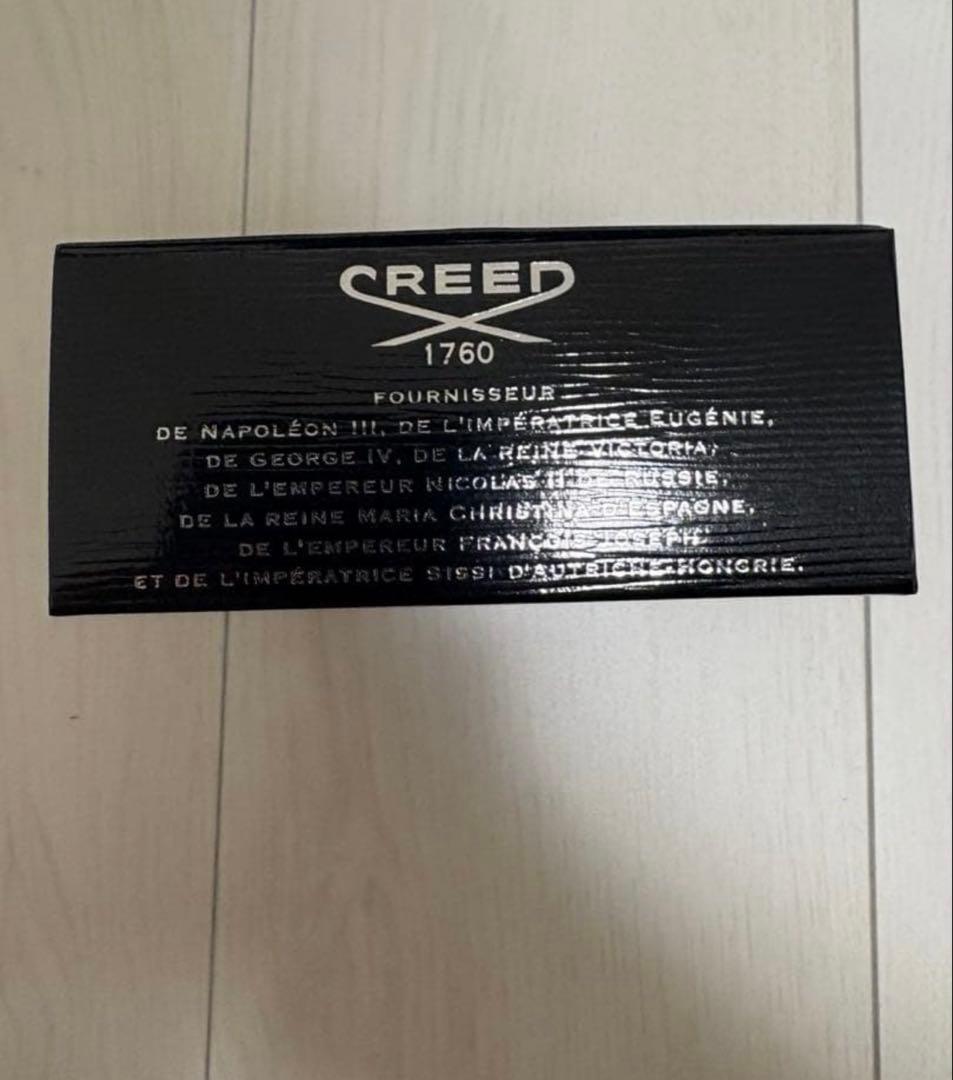 CREED
1760
FOURNISSEUR
DE NAPOLÉON III, DE L'IMPÉRATRICE EUGÉNIE,
DE GEORGE IV, DE LA REINE VICTORIA,
DE L'EMPEREUR NICOLAS II DE RUSSIE,
DE LA REINE MARIA CHRISTINA D'ESPAGNE,
DE L'EMPEREUR FRANÇOIS-JOSEPH
ET DE L'IMPÉRATRICE SISSI D'AUTRICHE-HONGRIE.